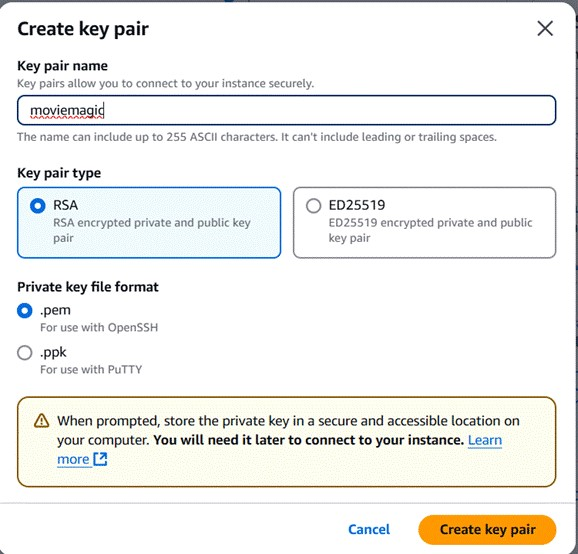 Create key pair
Key pair name
Key pairs allow you to connect to your instance securely.
moviemagic
The name can include up to 255 ASCII characters. It can't include leading or trailing spaces.
Key pair type
RSA
RSA encrypted private and public key
pair
ED25519
ED25519 encrypted private and public
key pair
Private key file format
.pem
For use with OpenSSH
.ppk
For use with PuTTY
When prompted, store the private key in a secure and accessible location on
your computer. You will need it later to connect to your instance. Learn
more
Cancel
Create key pair